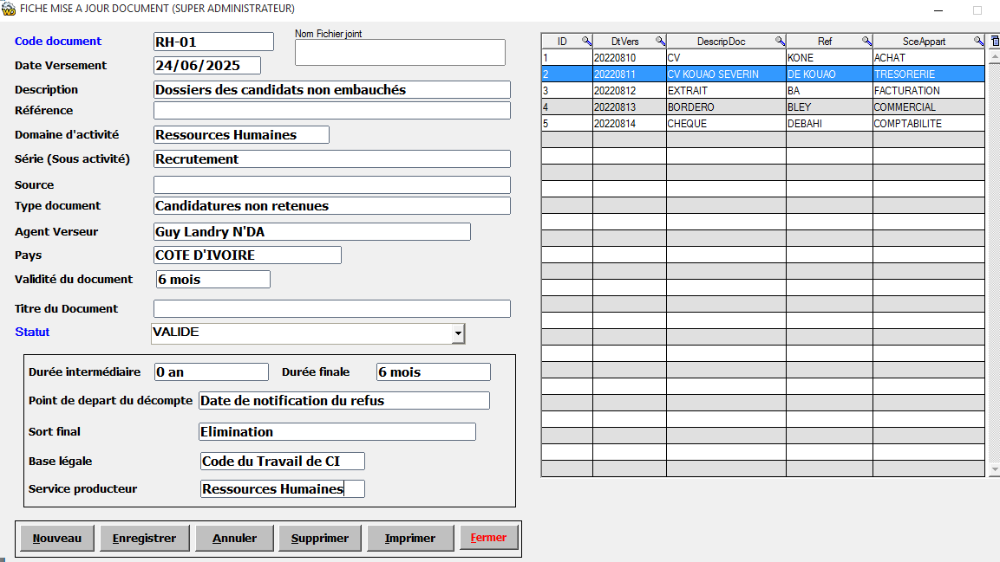 FICHE MISE A JOUR DOCUMENT (SUPER ADMINISTRATEUR)
Code document RH-01 Nom Fichier joint
Date Versement 24/06/2025
Description Dossiers des candidats non embauchés
Référence
Domaine d'activité Ressources Humaines
Série (Sous activité) Recrutement
Source
Type document Candidatures non retenues
Agent Verseur Guy Landry N'DA
Pays COTE D'IVOIRE
Validité du document 6 mois
Titre du Document
Statut VALIDE
Durée intermédiaire 0 an Durée finale 6 mois
Point de depart du décompte Date de notification du refus
Sort final Elimination
Base légale Code du Travail de CI
Service producteur Ressources Humaines
Nouveau Enregistrer Annuler Supprimer Imprimer Fermer
ID DtVers DescripDoc Ref SceAppart
1 20220810 CV KONE ACHAT
2 20220811 CV KOUAO SEVERIN DE KOUAO TRESORERIE
3 20220812 EXTRAIT BA FACTURATION
4 20220813 BORDERO BLEY COMMERCIAL
5 20220814 CHEQUE DEBAHI COMPTABILITE